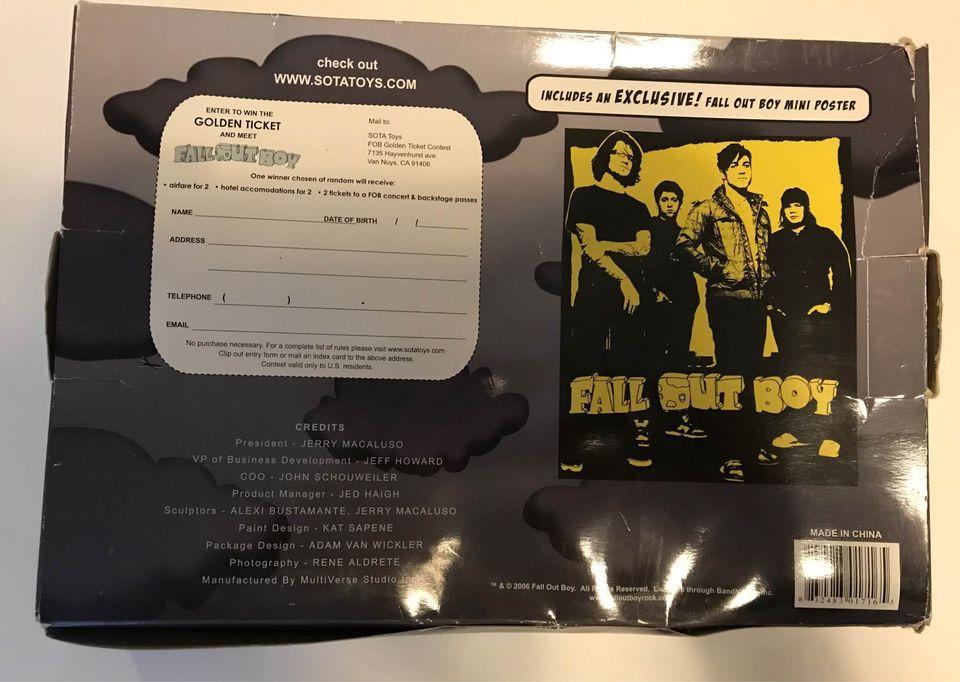 check out
WWW.SOTATOYS.COM
ENTER TO WIN THE
GOLDEN TICKET
AND MEET
FALL OUT BOY
Mail to:
SOTA Toys
FOB Golden Ticket Contest
7135 Hayvenhurst ave.
Van Nuys, CA 91406
One winner chosen at random will receive:
• airfare for 2 • hotel accomodations for 2 • 2 tickets to a FOB concert & backstage passes
NAME
DATE OF BIRTH / /
ADDRESS
TELEPHONE ( ) -
EMAIL
No purchase necessary. For a complete list of rules please visit www.sotatoys.com
Clip out entry form or mail an index card to the above address.
Contest valid only to U.S. residents.
CREDITS
President - JERRY MACALUSO
VP of Business Development - JEFF HOWARD
COO - JOHN SCHOUWEILER
Product Manager - JED HAIGH
Sculptors - ALEXI BUSTAMANTE, JERRY MACALUSO
Paint Design - KAT SAPENE
Package Design - ADAM VAN WICKLER
Photography - RENE ALDRETE
Manufactured By MultiVerse Studio
INCLUDES AN EXCLUSIVE! FALL OUT BOY MINI POSTER
FALL OUT BOY
MADE IN CHINA
8 32483 01716 5
™ & © 2006 Fall Out Boy. All Reserved. through